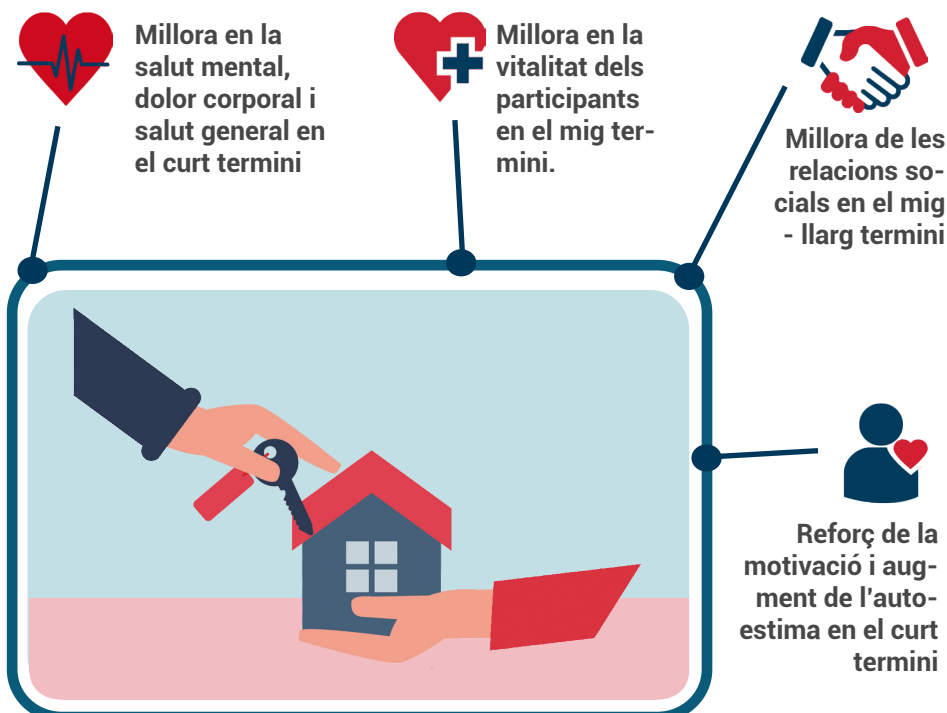 Millora en la
salut mental,
dolor corporal i
salut general en
el curt termini
Millora en la
vitalitat dels
participants
en el mig ter-
mini.
Millora de les
relacions so-
cials en el mig
- llarg termini
Reforç de la
motivació i aug-
ment de l'auto-
estima en el curt
termini